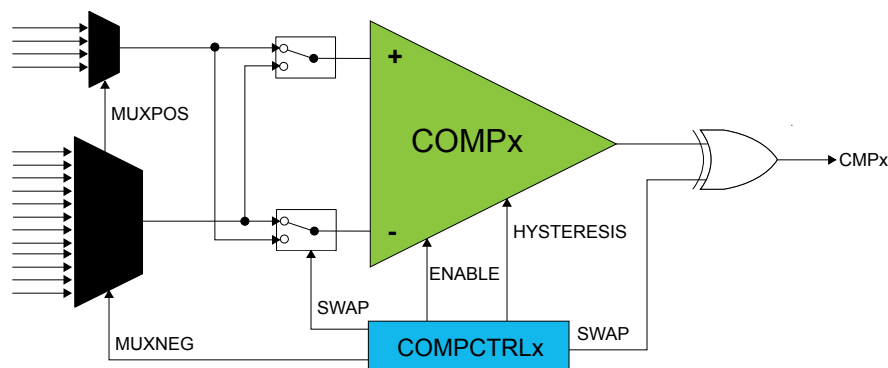 MUXPOS
+
COMPx
CMPx
-
HYSTERESIS
ENABLE
SWAP
SWAP
MUXNEG
COMPCTRLx